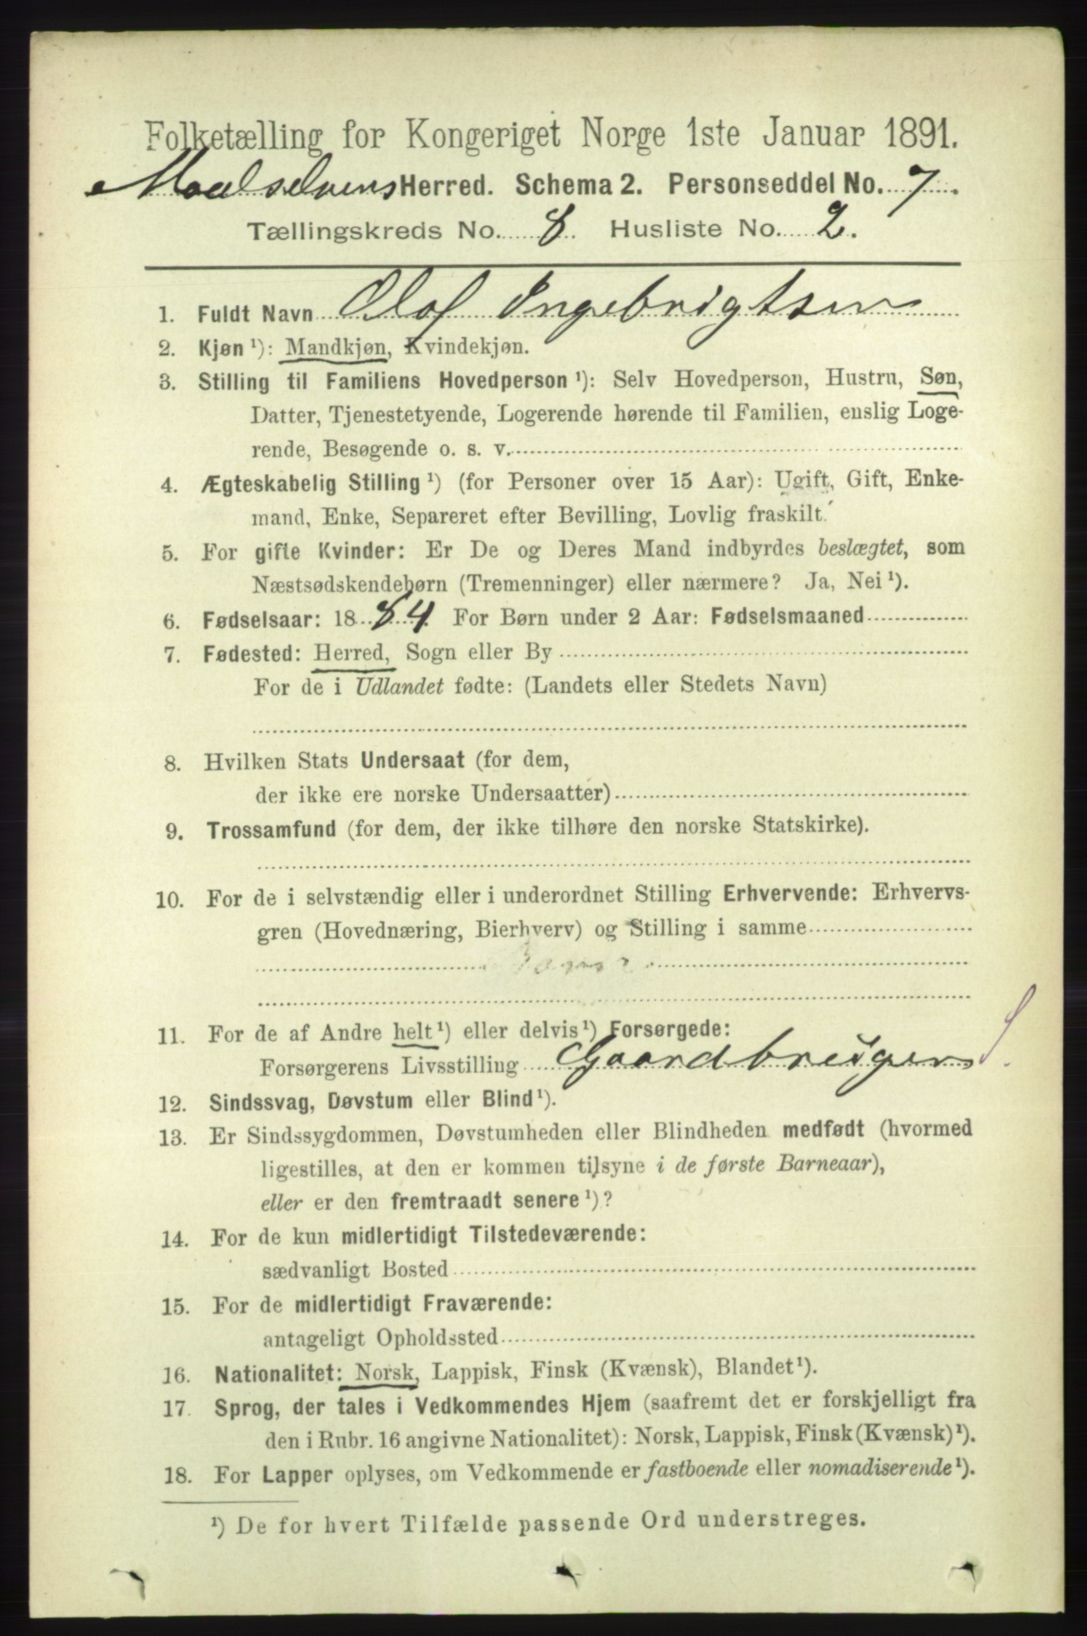 Folketælling for Kongeriget Norge 1ste Januar 1891.
Maalselvens Herred. Schema 2. Personseddel No. 7.
Tællingskreds No. 8. Husliste No. 2.
1. Fuldt Navn Olof Ingebrigtsen
2. Kjøn ¹): Mandkjøn, Kvindekjøn.
3. Stilling til Familiens Hovedperson ¹): Selv Hovedperson, Hustru, Søn,
Datter, Tjenestetyende, Logerende hørende til Familien, enslig Loge-
rende, Besøgende o. s. v.
4. Ægteskabelig Stilling ¹) (for Personer over 15 Aar): Ugift, Gift, Enke-
mand, Enke, Separeret efter Bevilling, Lovlig fraskilt.
5. For gifte Kvinder: Er De og Deres Mand indbyrdes beslægtet, som
Næstsødskendebørn (Tremenninger) eller nærmere? Ja, Nei ¹).
6. Fødselsaar: 1884. For Børn under 2 Aar: Fødselsmaaned
7. Fødested: Herred, Sogn eller By
For de i Udlandet fødte: (Landets eller Stedets Navn)
8. Hvilken Stats Undersaat (for dem,
der ikke ere norske Undersaatter)
9. Trossamfund (for dem, der ikke tilhøre den norske Statskirke).
10. For de i selvstændig eller i underordnet Stilling Erhvervende: Erhvervs-
gren (Hovednæring, Bierhverv) og Stilling i samme
11. For de af Andre helt ¹) eller delvis ¹) Forsørgede:
Forsørgerens Livsstilling Gaardbruger S.
12. Sindssvag, Døvstum eller Blind ¹).
13. Er Sindssygdommen, Døvstumheden eller Blindheden medfødt (hvormed
ligestilles, at den er kommen tilsyne i de første Barneaar),
eller er den fremtraadt senere ¹)?
14. For de kun midlertidigt Tilstedeværende:
sædvanligt Bosted
15. For de midlertidigt Fraværende:
antageligt Opholdssted
16. Nationalitet: Norsk, Lappisk, Finsk (Kvænsk), Blandet ¹).
17. Sprog, der tales i Vedkommendes Hjem (saafremt det er forskjelligt fra
den i Rubr. 16 angivne Nationalitet): Norsk, Lappisk, Finsk (Kvænsk) ¹).
18. For Lapper oplyses, om Vedkommende er fastboende eller nomadiserende ¹).
¹) De for hvert Tilfælde passende Ord understreges.